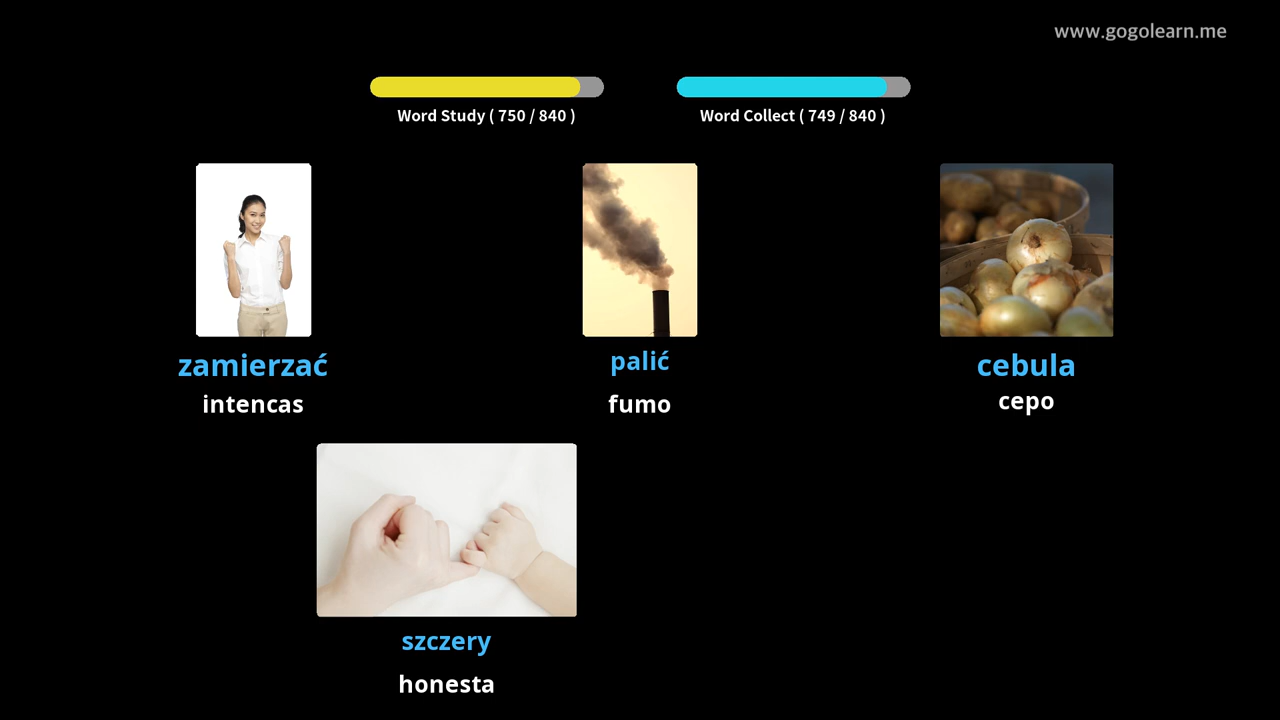 www.gogolearn.me
Word Study ( 750 / 840 )
Word Collect ( 749 / 840 )
zamierzać
intencas
palić
fumo
cebula
cepo
szczery
honesta